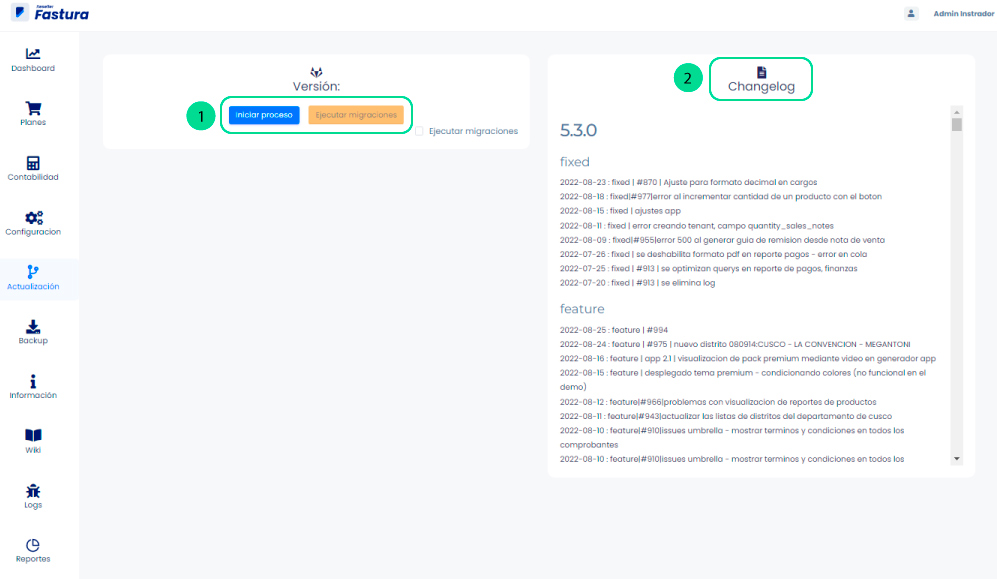 Reseller
Fastura
Admin Instrador
Dashboard
Planes
Contabilidad
Configuracion
Actualización
Backup
Información
Wiki
Logs
Reportes
Versión:
1
Iniciar proceso
Ejecutar migraciones
Ejecutar migraciones
2
Changelog
5.3.0
fixed
2022-08-23 : fixed | #870 | Ajuste para formato decimal en cargos
2022-08-18 : fixed|#977|error al incrementar cantidad de un producto con el boton
2022-08-15 : fixed | ajustes app
2022-08-11 : fixed | error creando tenant, campo quantity_sales_notes
2022-08-09 : fixed|#955|error 500 al generar guia de remision desde nota de venta
2022-07-26 : fixed | se deshabilita formato pdf en reporte pagos - error en cola
2022-07-25 : fixed | #913 | se optimizan querys en reporte de pagos, finanzas
2022-07-20 : fixed | #913 | se elimina log
feature
2022-08-25 : feature | #994
2022-08-24 : feature | #975 | nuevo distrito 080914:CUSCO - LA CONVENCION - MEGANTONI
2022-08-16 : feature | app 2.1 | visualizacion de pack premium mediante video en generador app
2022-08-15 : feature | desplegado tema premium - condicionando colores (no funcional en el
demo)
2022-08-12 : feature|#966|problemas con visualizacion de reportes de productos
2022-08-11 : feature|#943|actualizar las listas de distritos del departamento de cusco
2022-08-10 : feature|#910|issues umbrella - mostrar terminos y condiciones en todos los
comprobantes
2022-08-10 : feature|#910|issues umbrella - mostrar terminos y condiciones en todos los